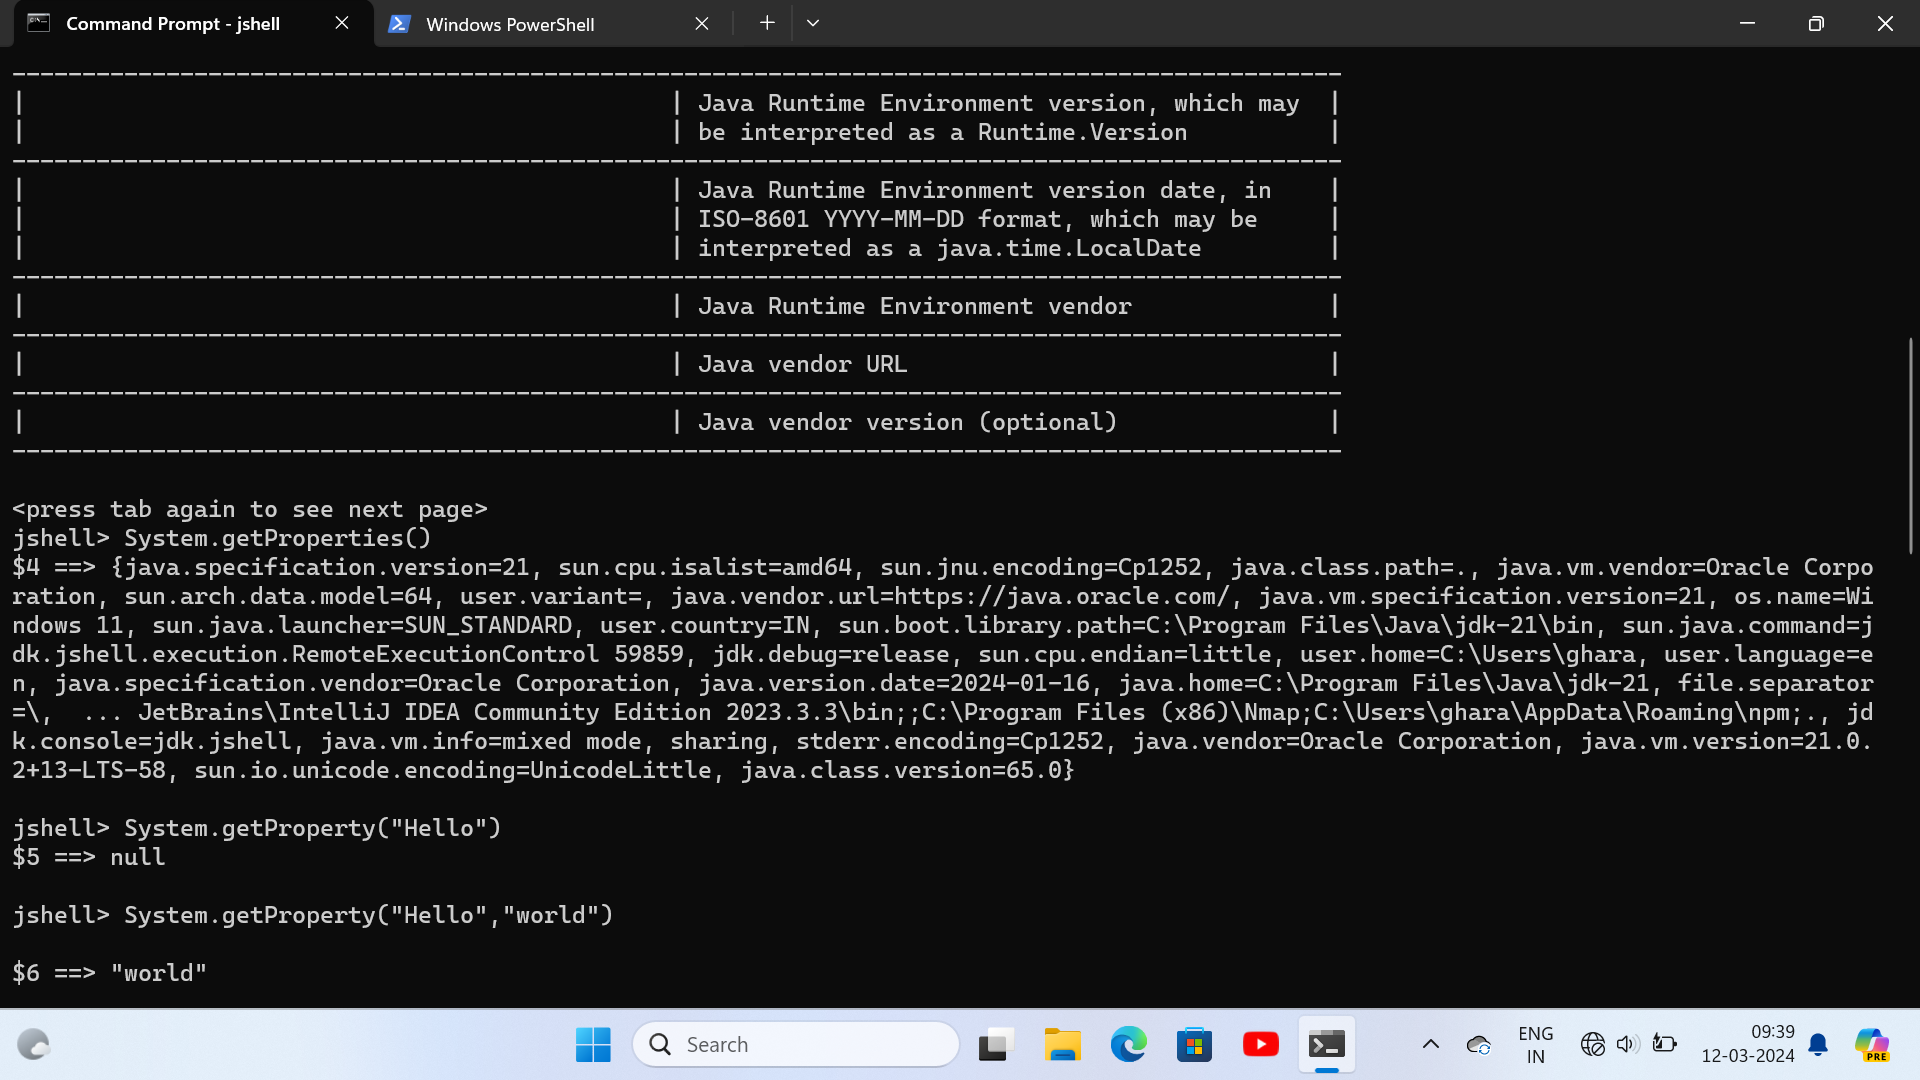 Command Prompt - jshell
Windows PowerShell
| | Java Runtime Environment version, which may |
| | be interpreted as a Runtime.Version |
| | Java Runtime Environment version date, in |
| | ISO-8601 YYYY-MM-DD format, which may be |
| | interpreted as a java.time.LocalDate |
| | Java Runtime Environment vendor |
| | Java vendor URL |
| | Java vendor version (optional) |
<press tab again to see next page>
jshell> System.getProperties()
$4 ==> {java.specification.version=21, sun.cpu.isalist=amd64, sun.jnu.encoding=Cp1252, java.class.path=., java.vm.vendor=Oracle Corpo
ration, sun.arch.data.model=64, user.variant=, java.vendor.url=https://java.oracle.com/, java.vm.specification.version=21, os.name=Wi
ndows 11, sun.java.launcher=SUN_STANDARD, user.country=IN, sun.boot.library.path=C:\Program Files\Java\jdk-21\bin, sun.java.command=j
dk.jshell.execution.RemoteExecutionControl 59859, jdk.debug=release, sun.cpu.endian=little, user.home=C:\Users\ghara, user.language=e
n, java.specification.vendor=Oracle Corporation, java.version.date=2024-01-16, java.home=C:\Program Files\Java\jdk-21, file.separator
=\,  ... JetBrains\IntelliJ IDEA Community Edition 2023.3.3\bin;;C:\Program Files (x86)\Nmap;C:\Users\ghara\AppData\Roaming\npm;., jd
k.console=jdk.jshell, java.vm.info=mixed mode, sharing, stderr.encoding=Cp1252, java.vendor=Oracle Corporation, java.vm.version=21.0.
2+13-LTS-58, sun.io.unicode.encoding=UnicodeLittle, java.class.version=65.0}
jshell> System.getProperty("Hello")
$5 ==> null
jshell> System.getProperty("Hello","world")
$6 ==> "world"
Search
ENG
IN
09:39
12-03-2024
PRE